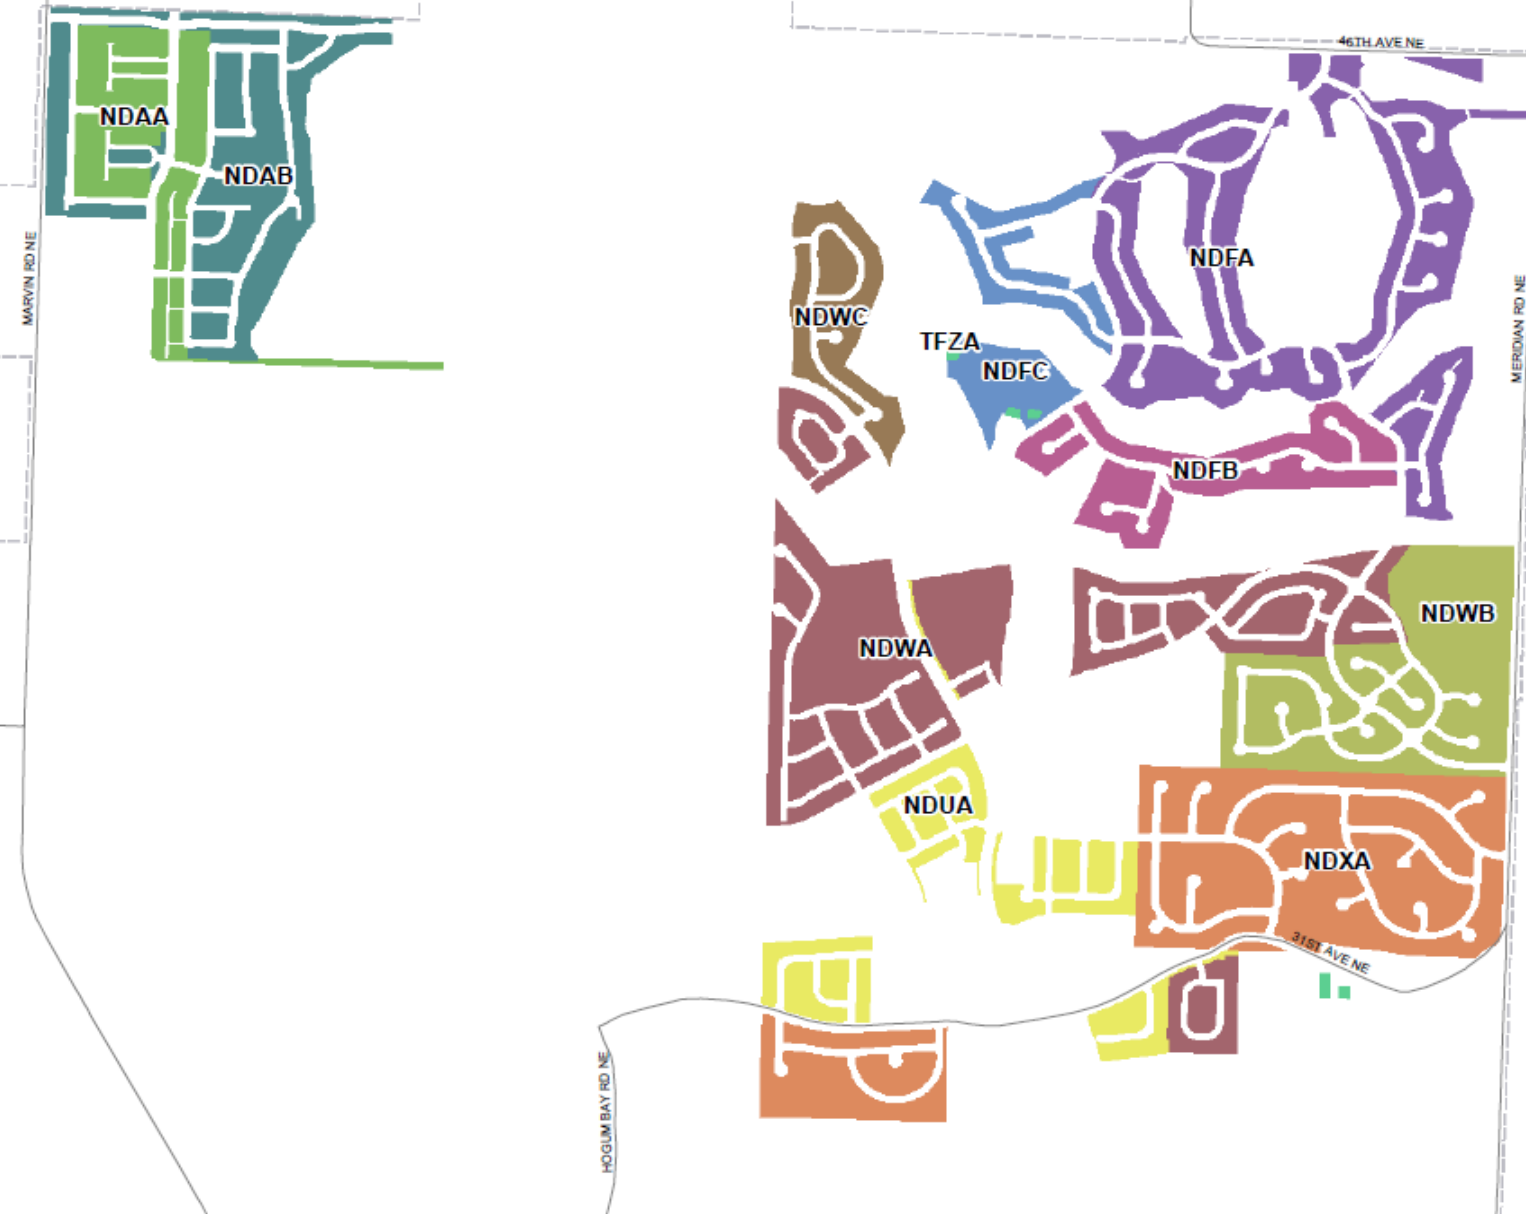 46TH AVE NE
NDAA
NDAB
MARVIN RD NE
NDFA
MERIDIAN RD NE
NDWC
TFZA
NDFC
NDFB
NDWB
NDWA
NDUA
NDXA
31ST AVE NE
HOGUM BAY RD NE